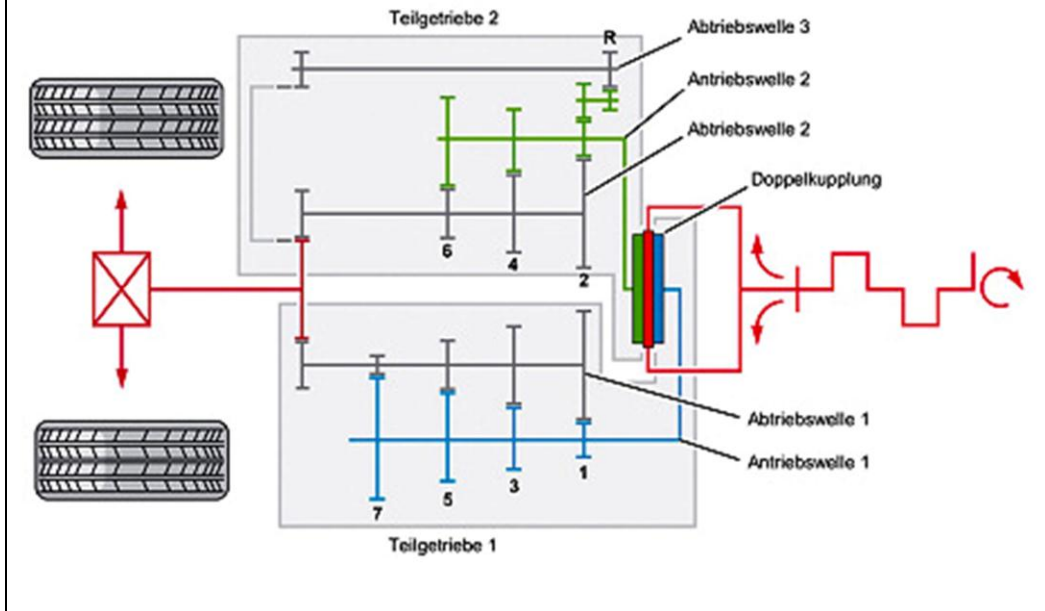 Teilgetriebe 2
R
Abtriebswelle 3
Antriebswelle 2
Abtriebswelle 2
Doppelkupplung
6
4
2
Abtriebswelle 1
Antriebswelle 1
1
3
5
7
Teilgetriebe 1